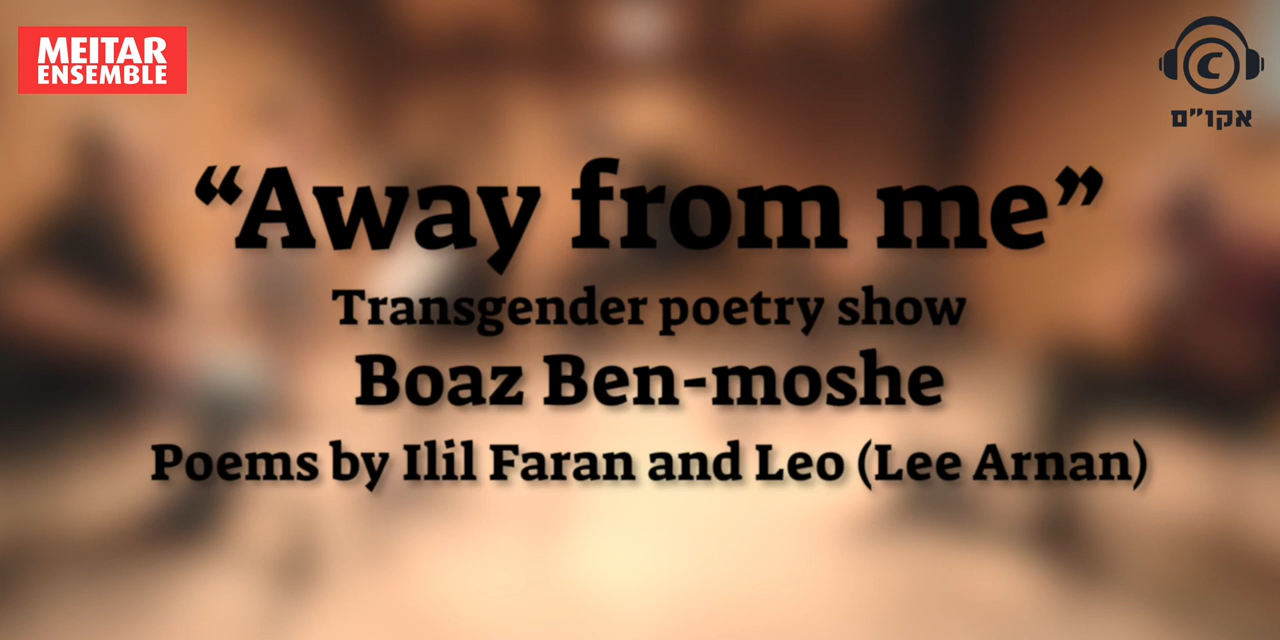 MEITAR
ENSEMBLE
C
אקו"ם
“Away from me”
Transgender poetry show
Boaz Ben-moshe
Poems by Ilil Faran and Leo (Lee Arnan)